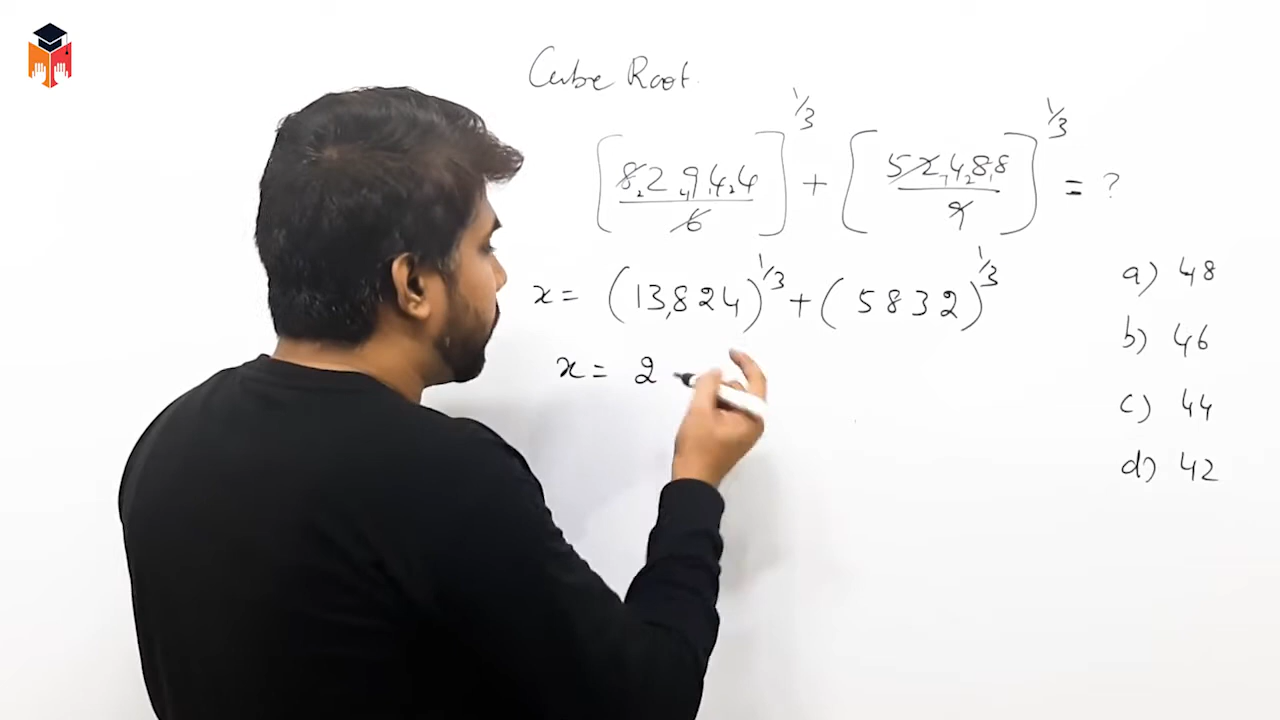 Cube Root.
[82944/6]^1/3 + [52488/9]^1/3 = ?
x = (13,824)^1/3 + (5832)^1/3
x = 2
a) 48
b) 46
c) 44
d) 42